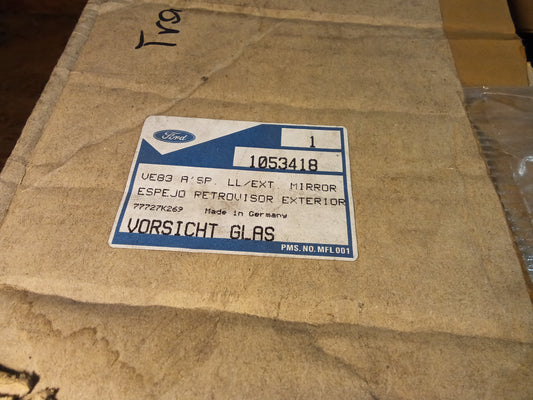 Tra
Ford
1
1053418
VE83 A'SP. LL/EXT. MIRROR
ESPEJO RETROVISOR EXTERIOR
77727K269 Made in Germany
VORSICHT GLAS
PMS. NO. MFL 001